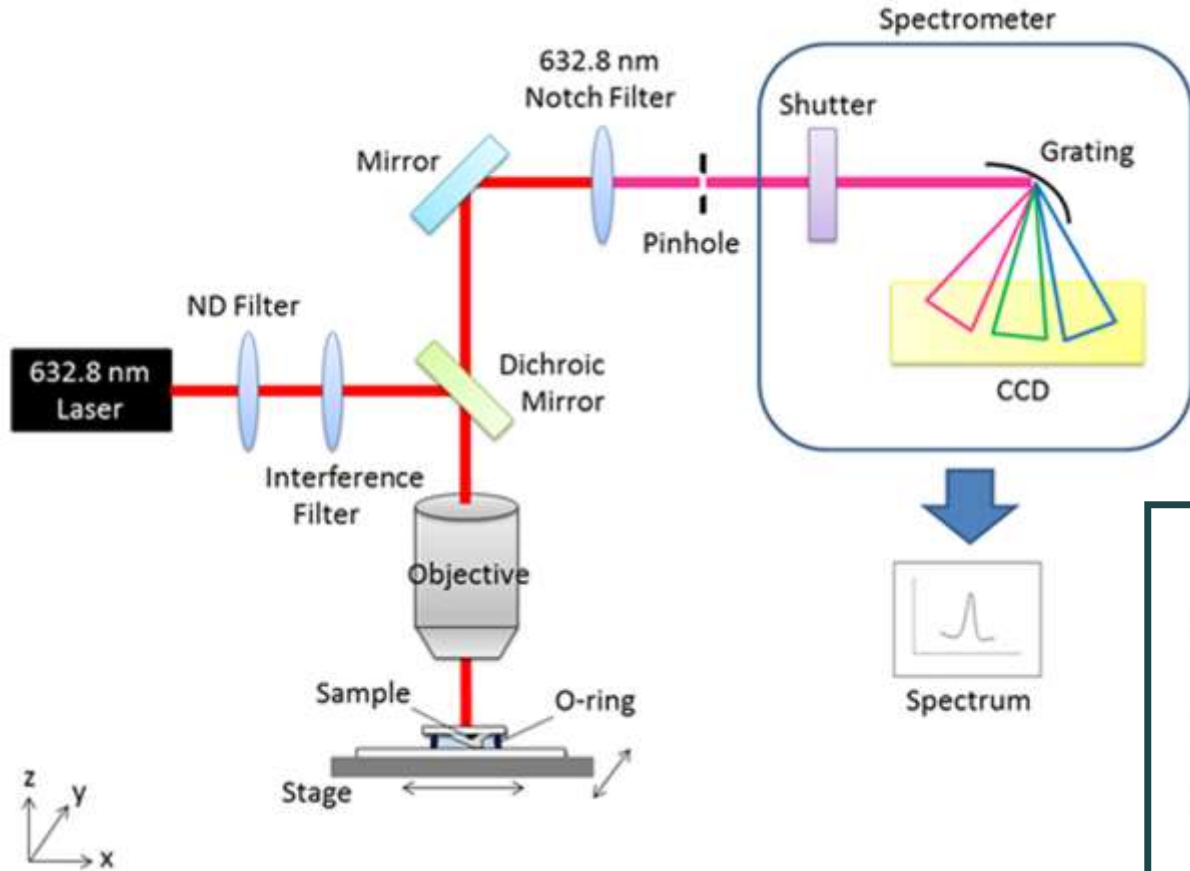 Spectrometer
632.8 nm
Notch Filter
Shutter
Mirror
Grating
Pinhole
ND Filter
632.8 nm
Laser
Dichroic
Mirror
CCD
Interference
Filter
Objective
Sample
O-ring
Spectrum
Stage
z
y
x